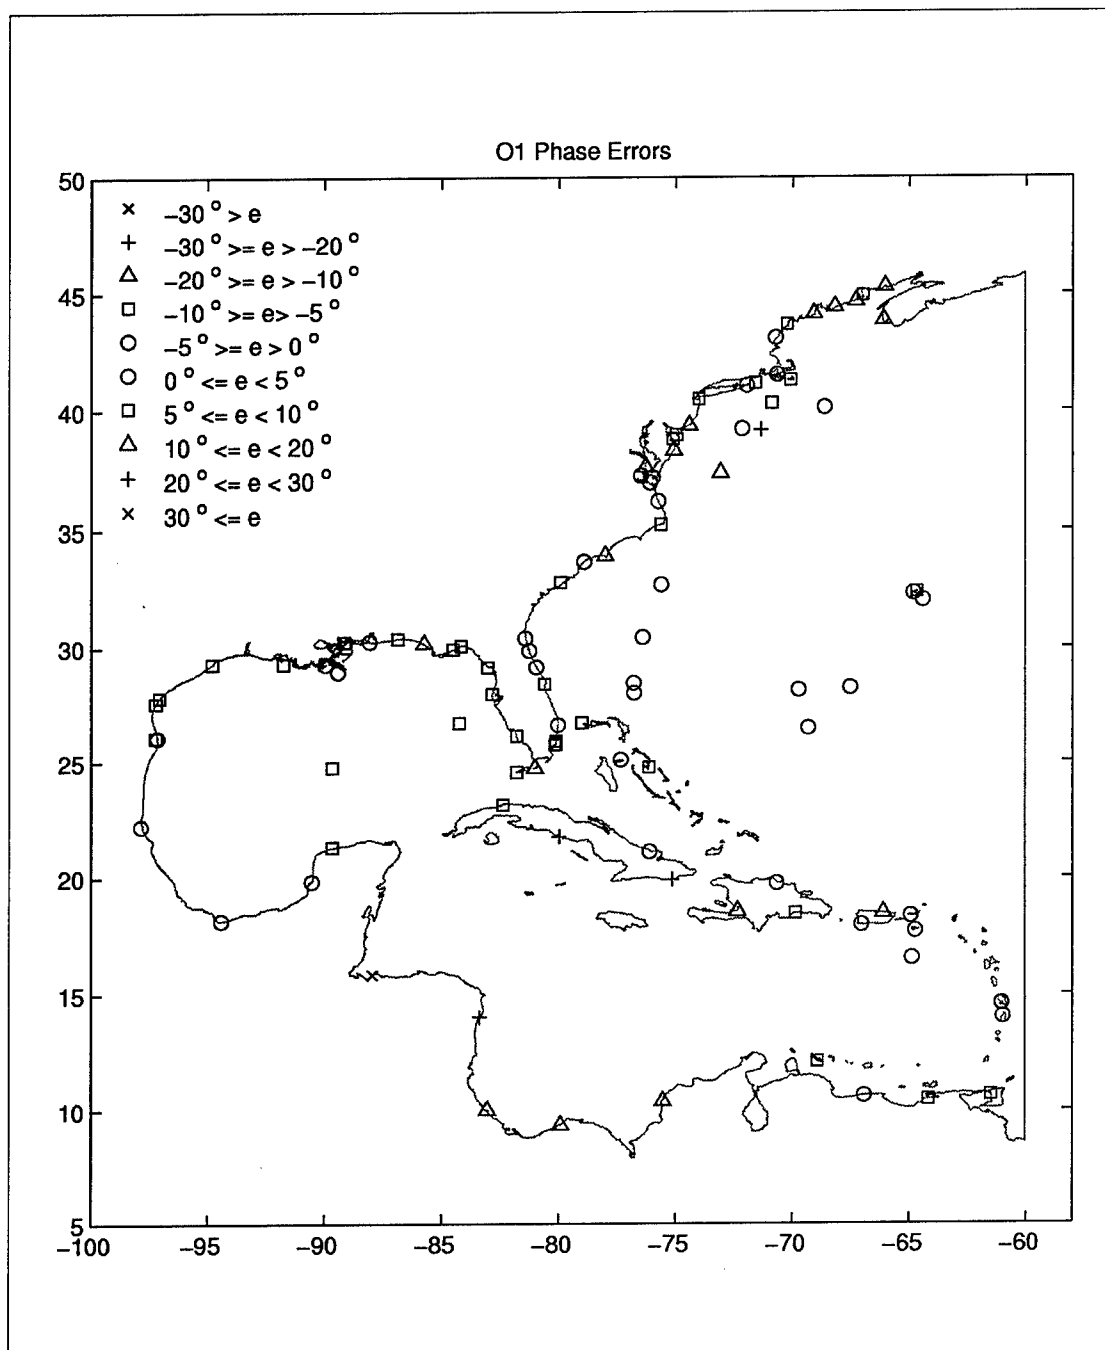 O1 Phase Errors
50
45
40
35
30
25
20
15
10
5
× −30 ° > e
+ −30 ° >= e > −20 °
△ −20 ° >= e > −10 °
□ −10 ° >= e> −5 °
○ −5 ° >= e > 0 °
○ 0 ° <= e < 5 °
□ 5 ° <= e < 10 °
△ 10 ° <= e < 20 °
+ 20 ° <= e < 30 °
× 30 ° <= e
−100 −95 −90 −85 −80 −75 −70 −65 −60